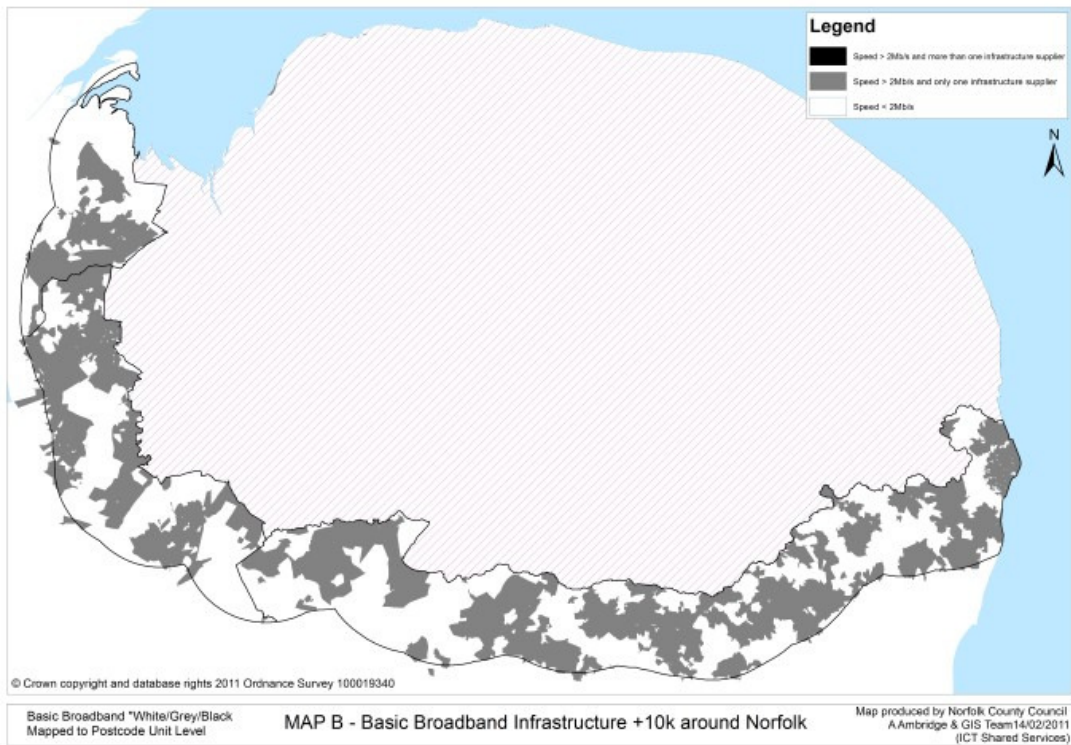 Legend
Speed > 2Mb/s and more than one infrastructure supplier
Speed > 2Mb/s and only one infrastructure supplier
Speed < 2Mb/s
N
© Crown copyright and database rights 2011 Ordnance Survey 100019340
Basic Broadband "White/Grey/Black
Mapped to Postcode Unit Level
MAP B - Basic Broadband Infrastructure +10k around Norfolk
Map produced by Norfolk County Council
A Ambridge & GIS Team14/02/2011
(ICT Shared Services)